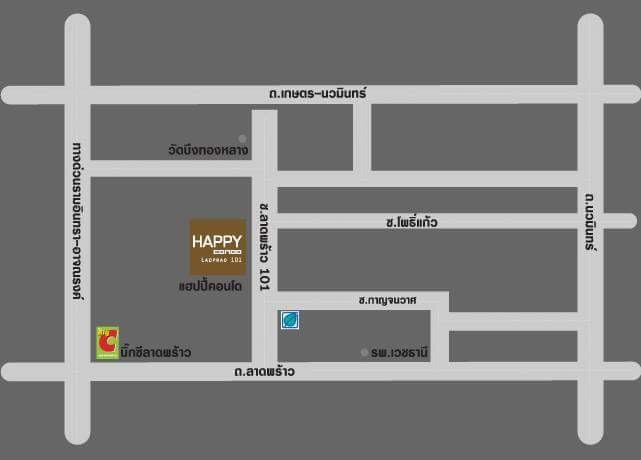 ถ.เกษตร-นวมินทร์
วัดบึงทองหลาง
ทางด่วนรามอินทรา-อาจณรงค์
ซ.ลาดพร้าว 101
ถ.นวมินทร์
ซ.โพธิ์แก้ว
HAPPY
CONDO
LADPRAO 101
แฮปปี้คอนโด
ซ.กาญจนวาศ
Big
C
บิ๊กซีลาดพร้าว
รพ.เวชธานี
ถ.ลาดพร้าว